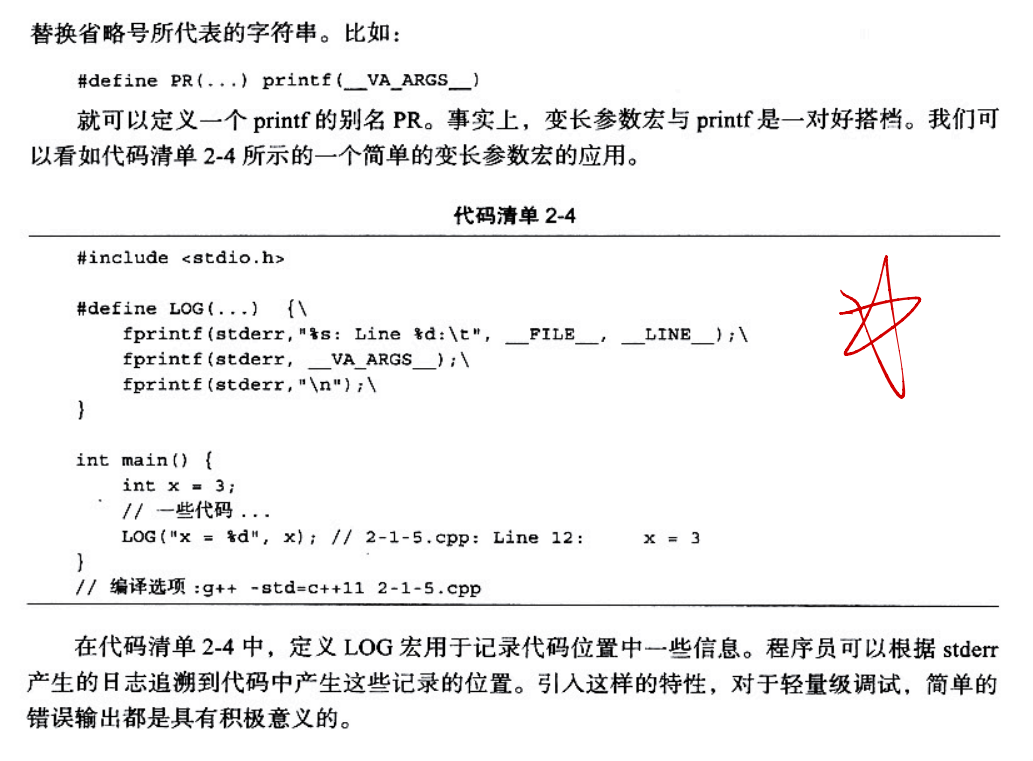 替换省略号所代表的字符串。比如：
#define PR(...) printf(__VA_ARGS__)
就可以定义一个 printf 的别名 PR。事实上，变长参数宏与 printf 是一对好搭档。我们可
以看如代码清单 2-4 所示的一个简单的变长参数宏的应用。
代码清单 2-4
#include <stdio.h>
#define LOG(...)  {\
    fprintf(stderr,"%s: Line %d:\t", __FILE__, __LINE__);\
    fprintf(stderr, __VA_ARGS__);\
    fprintf(stderr,"\n");\
}
int main() {
    int x = 3;
    // 一些代码 ...
    LOG("x = %d", x); // 2-1-5.cpp: Line 12:     x = 3
}
// 编译选项 :g++ -std=c++11 2-1-5.cpp
在代码清单 2-4 中，定义 LOG 宏用于记录代码位置中一些信息。程序员可以根据 stderr
产生的日志追溯到代码中产生这些记录的位置。引入这样的特性，对于轻量级调试，简单的
错误输出都是具有积极意义的。